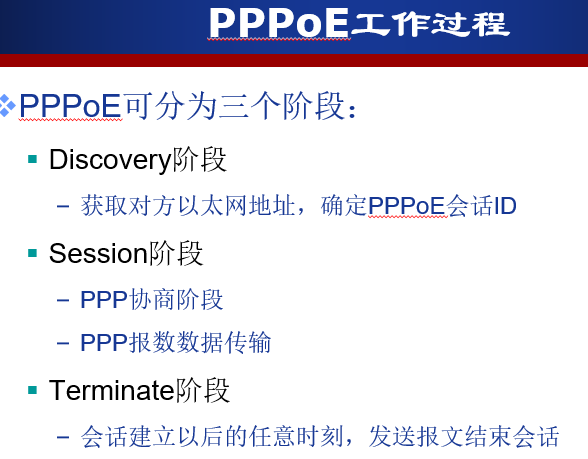 PPPoE工作过程
PPPoE可分为三个阶段：
Discovery阶段
– 获取对方以太网地址，确定PPPoE会话ID
Session阶段
– PPP协商阶段
– PPP报数数据传输
Terminate阶段
– 会话建立以后的任意时刻，发送报文结束会话